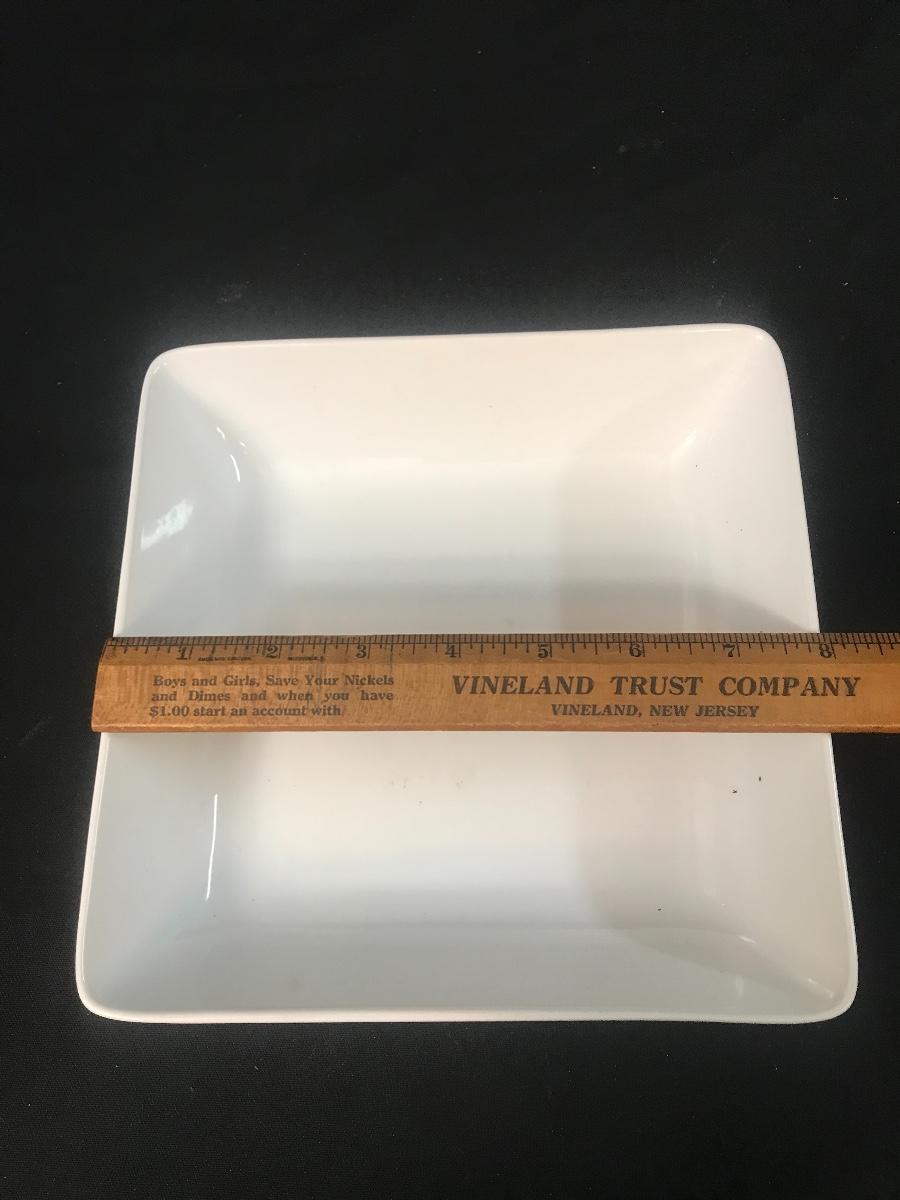 1 2 3 4 5 6 7 8
Boys and Girls, Save Your Nickels
and Dimes and when you have
$1.00 start an account with
VINELAND TRUST COMPANY
VINELAND, NEW JERSEY